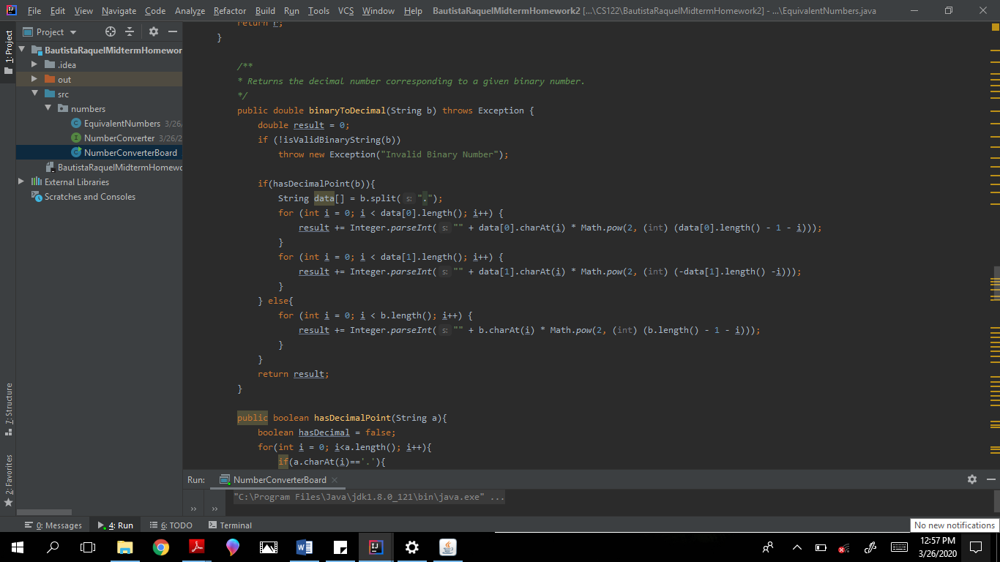 File Edit View Navigate Code Analyze Refactor Build Run Tools VCS Window Help BautistaRaquelMidtermHomework2 [...\CS122\BautistaRaquelMidtermHomework2] - ...\EquivalentNumbers.java
Project
1: Project
BautistaRaquelMidtermHomewor
.idea
out
src
numbers
EquivalentNumbers 3/26/
NumberConverter 3/26/2
NumberConverterBoard
BautistaRaquelMidtermHomewo
External Libraries
Scratches and Consoles
7: Structure
2: Favorites
return r;
}
/**
* Returns the decimal number corresponding to a given binary number.
*/
public double binaryToDecimal(String b) throws Exception {
double result = 0;
if (!isValidBinaryString(b))
throw new Exception("Invalid Binary Number");
if(hasDecimalPoint(b)){
String data[] = b.split( s: ".");
for (int i = 0; i < data[0].length(); i++) {
result += Integer.parseInt( s: "" + data[0].charAt(i) * Math.pow(2, (int) (data[0].length() - 1 - i)));
}
for (int i = 0; i < data[1].length(); i++) {
result += Integer.parseInt( s: "" + data[1].charAt(i) * Math.pow(2, (int) (-data[1].length() -i)));
}
} else{
for (int i = 0; i < b.length(); i++) {
result += Integer.parseInt( s: "" + b.charAt(i) * Math.pow(2, (int) (b.length() - 1 - i)));
}
}
return result;
}
public boolean hasDecimalPoint(String a){
boolean hasDecimal = false;
for(int i = 0; i<a.length(); i++){
if(a.charAt(i)=='.'){
Run: NumberConverterBoard
"C:\Program Files\Java\jdk1.8.0_121\bin\java.exe" ...
0: Messages 4: Run 6: TODO Terminal
No new notifications
12:57 PM
3/26/2020